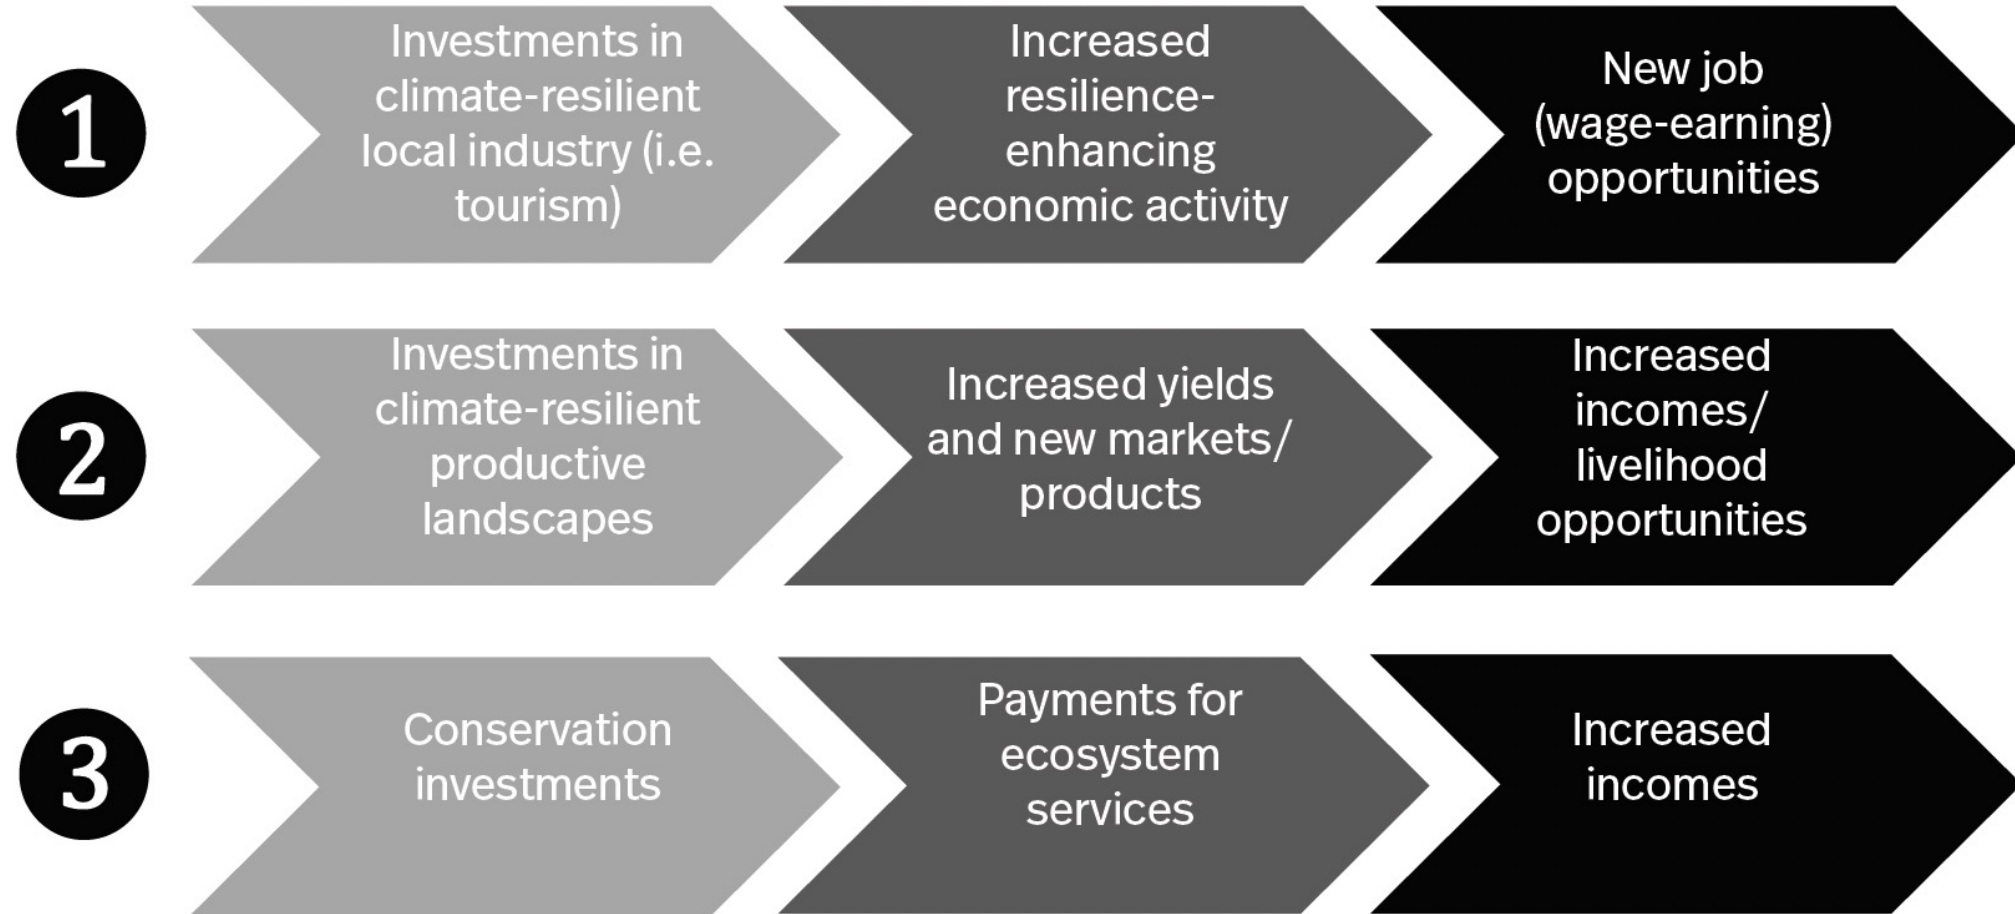 1
Investments in
climate-resilient
local industry (i.e.
tourism)
Increased
resilience-
enhancing
economic activity
New job
(wage-earning)
opportunities
2
Investments in
climate-resilient
productive
landscapes
Increased yields
and new markets/
products
Increased
incomes/
livelihood
opportunities
3
Conservation
investments
Payments for
ecosystem
services
Increased
incomes